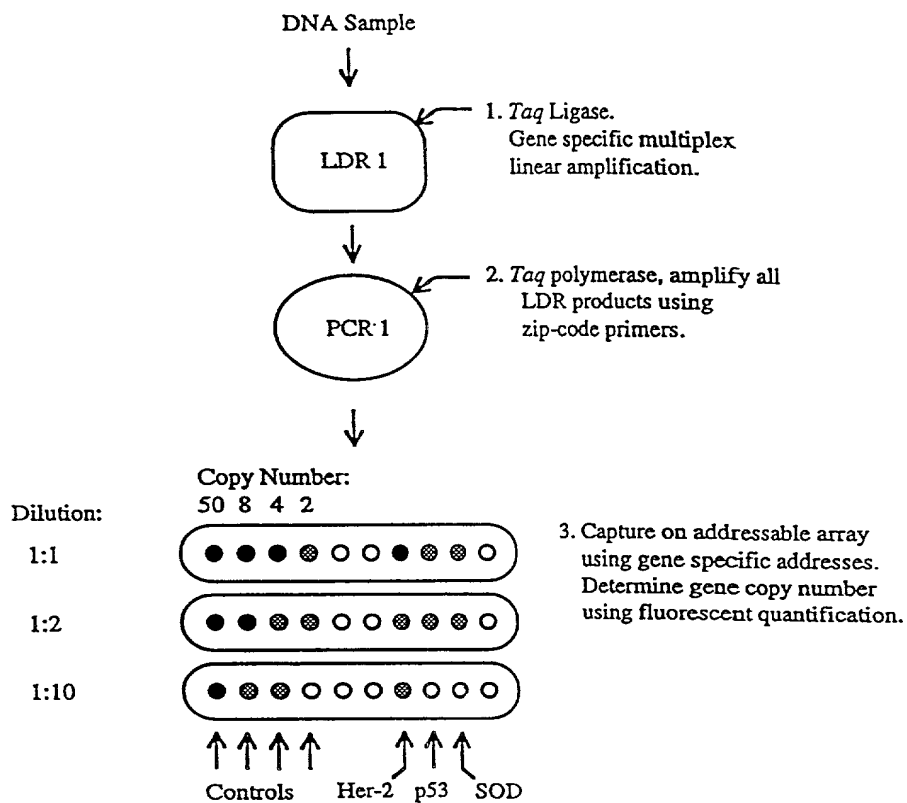 DNA Sample
1. Taq Ligase.
Gene specific multiplex
linear amplification.
LDR 1
2. Taq polymerase, amplify all
LDR products using
zip-code primers.
PCR 1
Copy Number:
50 8 4 2
Dilution:
1:1
1:2
1:10
3. Capture on addressable array
using gene specific addresses.
Determine gene copy number
using fluorescent quantification.
Controls Her-2 p53 SOD